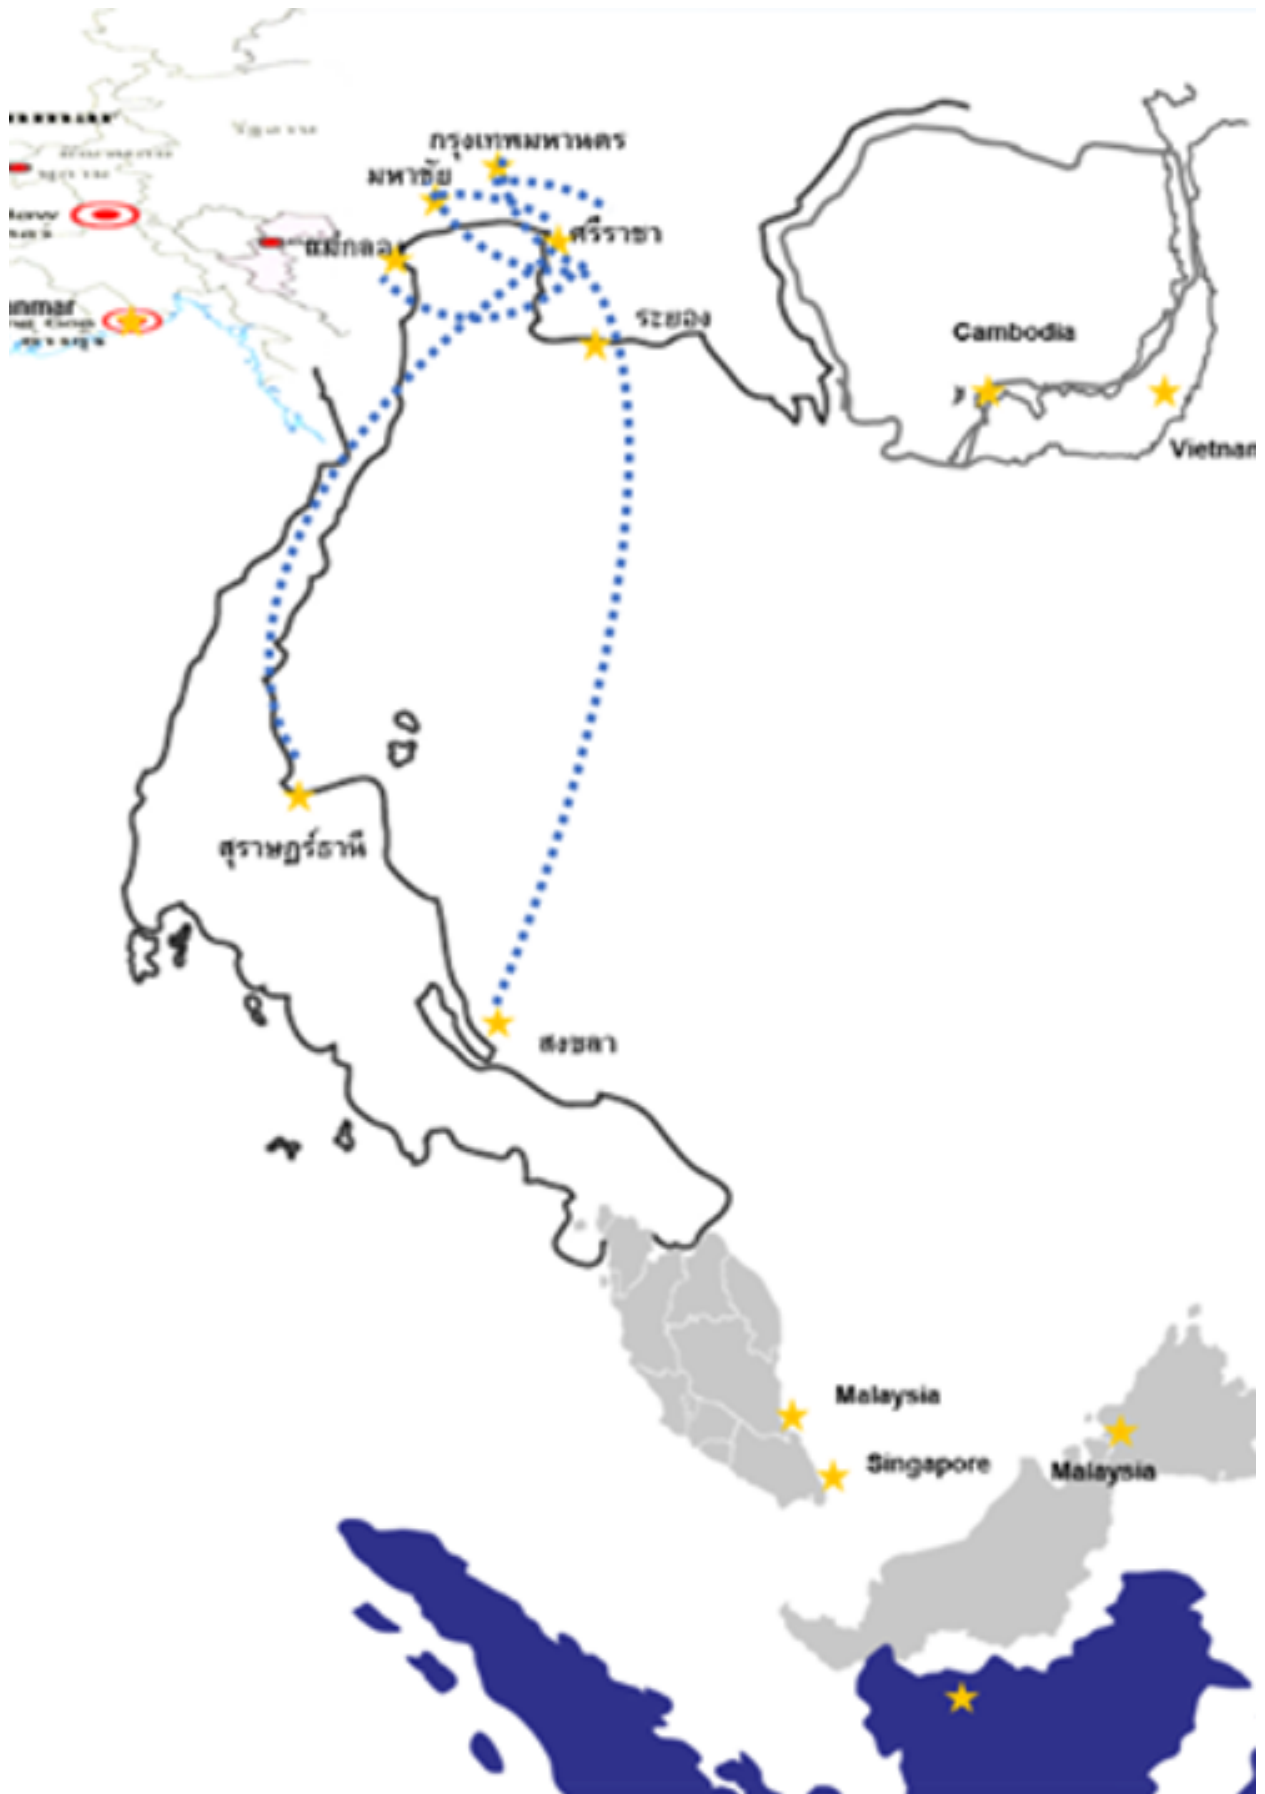 กรุงเทพมหานคร
มหาชัย
ศรีราชา
แม่กลอง
anmar
ระยอง
Cambodia
Vietnan
สุราษฎร์ธานี
สงขลา
Malaysia
Singapore
Malaysia